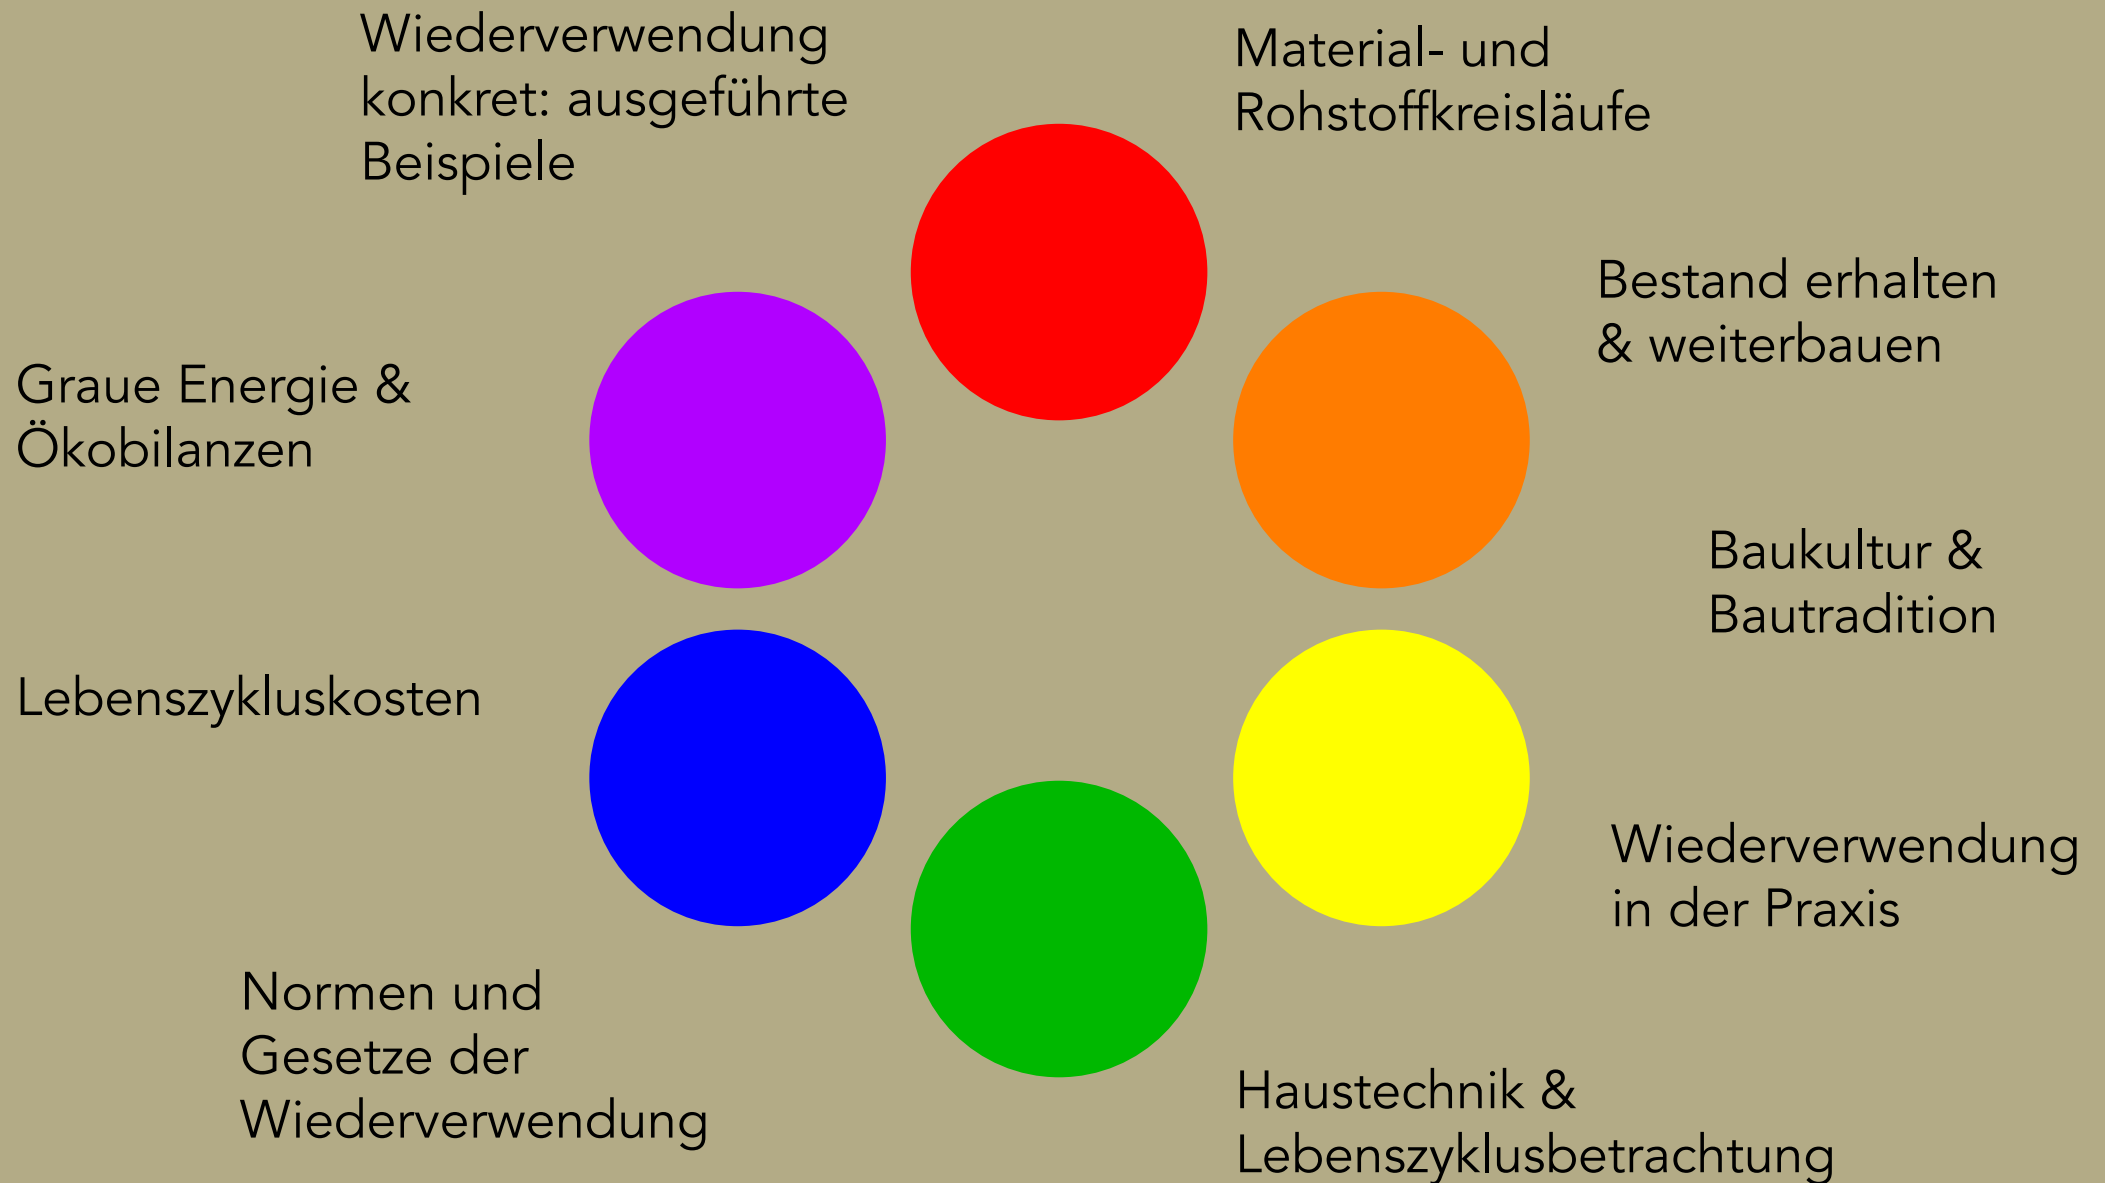 Wiederverwendung
konkret: ausgeführte
Beispiele
Material- und
Rohstoffkreisläufe
Bestand erhalten
& weiterbauen
Graue Energie &
Ökobilanzen
Baukultur &
Bautradition
Lebenszykluskosten
Wiederverwendung
in der Praxis
Normen und
Gesetze der
Wiederverwendung
Haustechnik &
Lebenszyklusbetrachtung